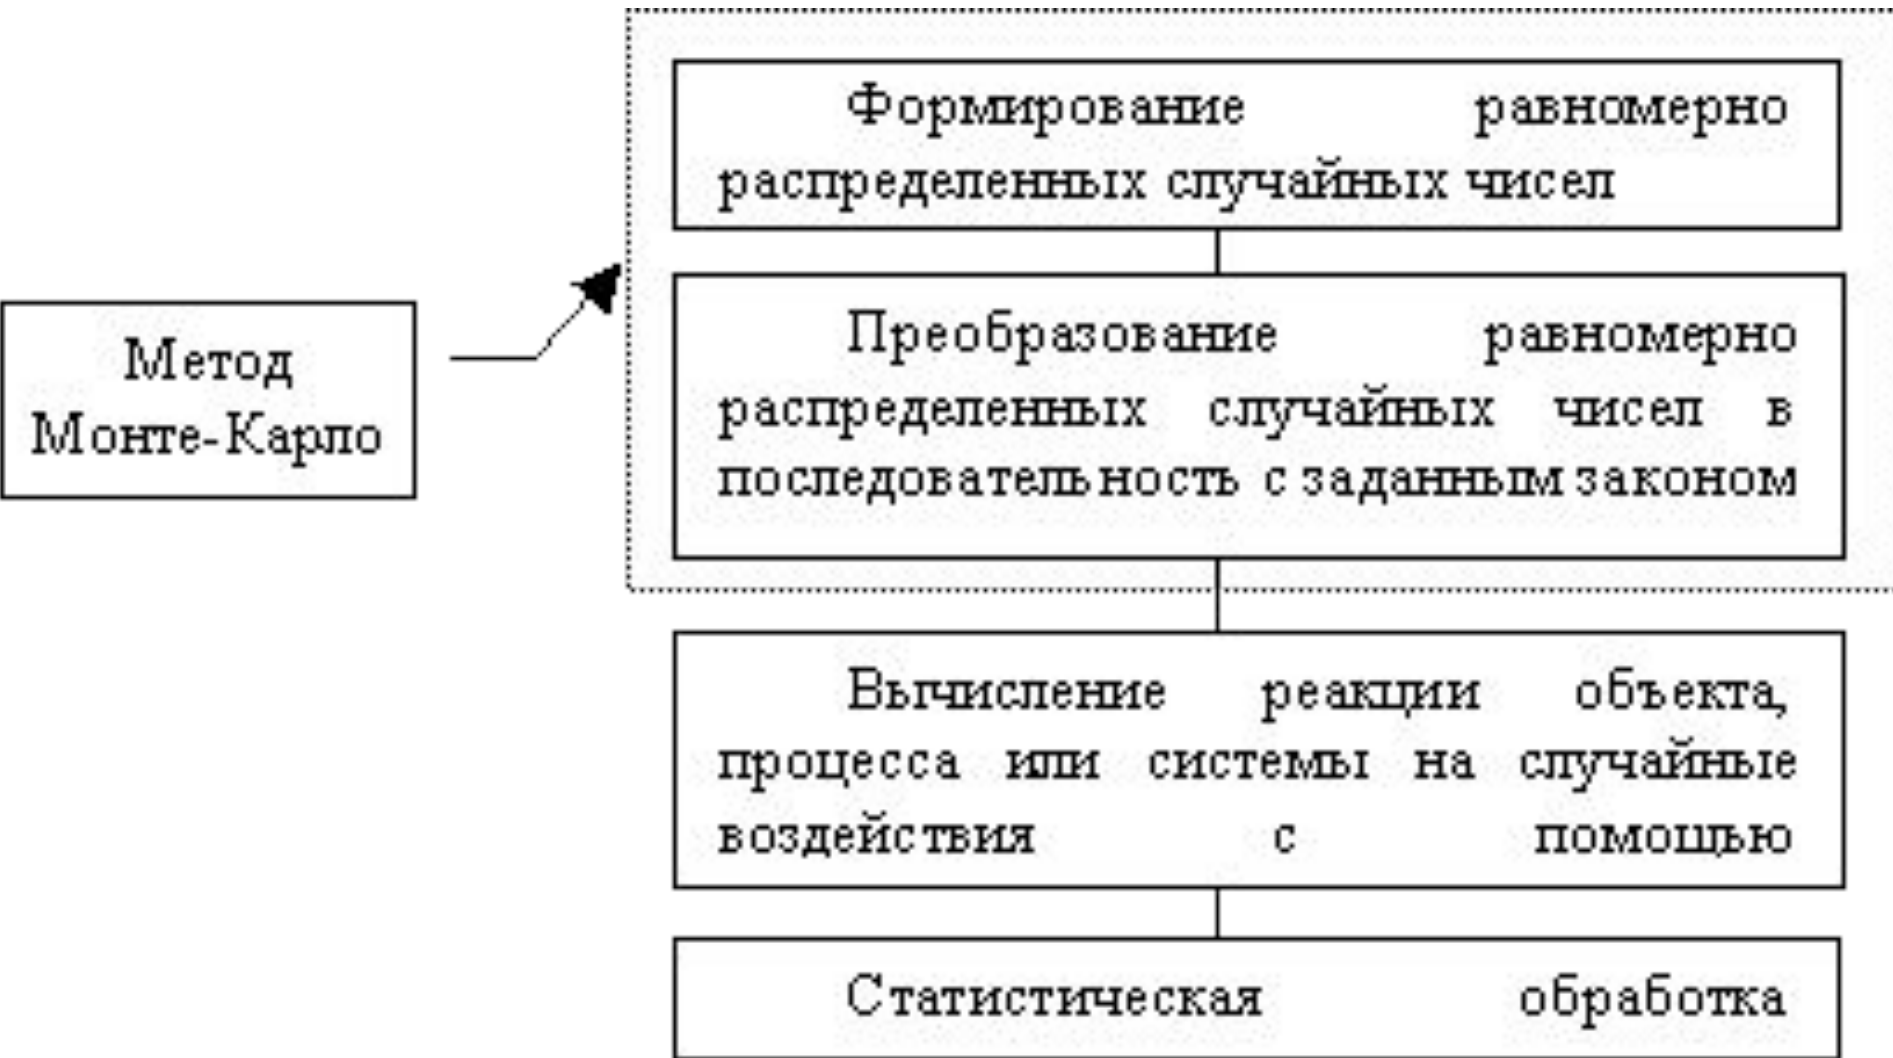 Формирование равномерно
распределенных случайных чисел
Метод
Монте-Карло
Преобразование равномерно
распределенных случайных чисел в
последовательность с заданным законом
Вычисление реакции объекта,
процесса или системы на случайные
воздействия с помощью
Статистическая обработка